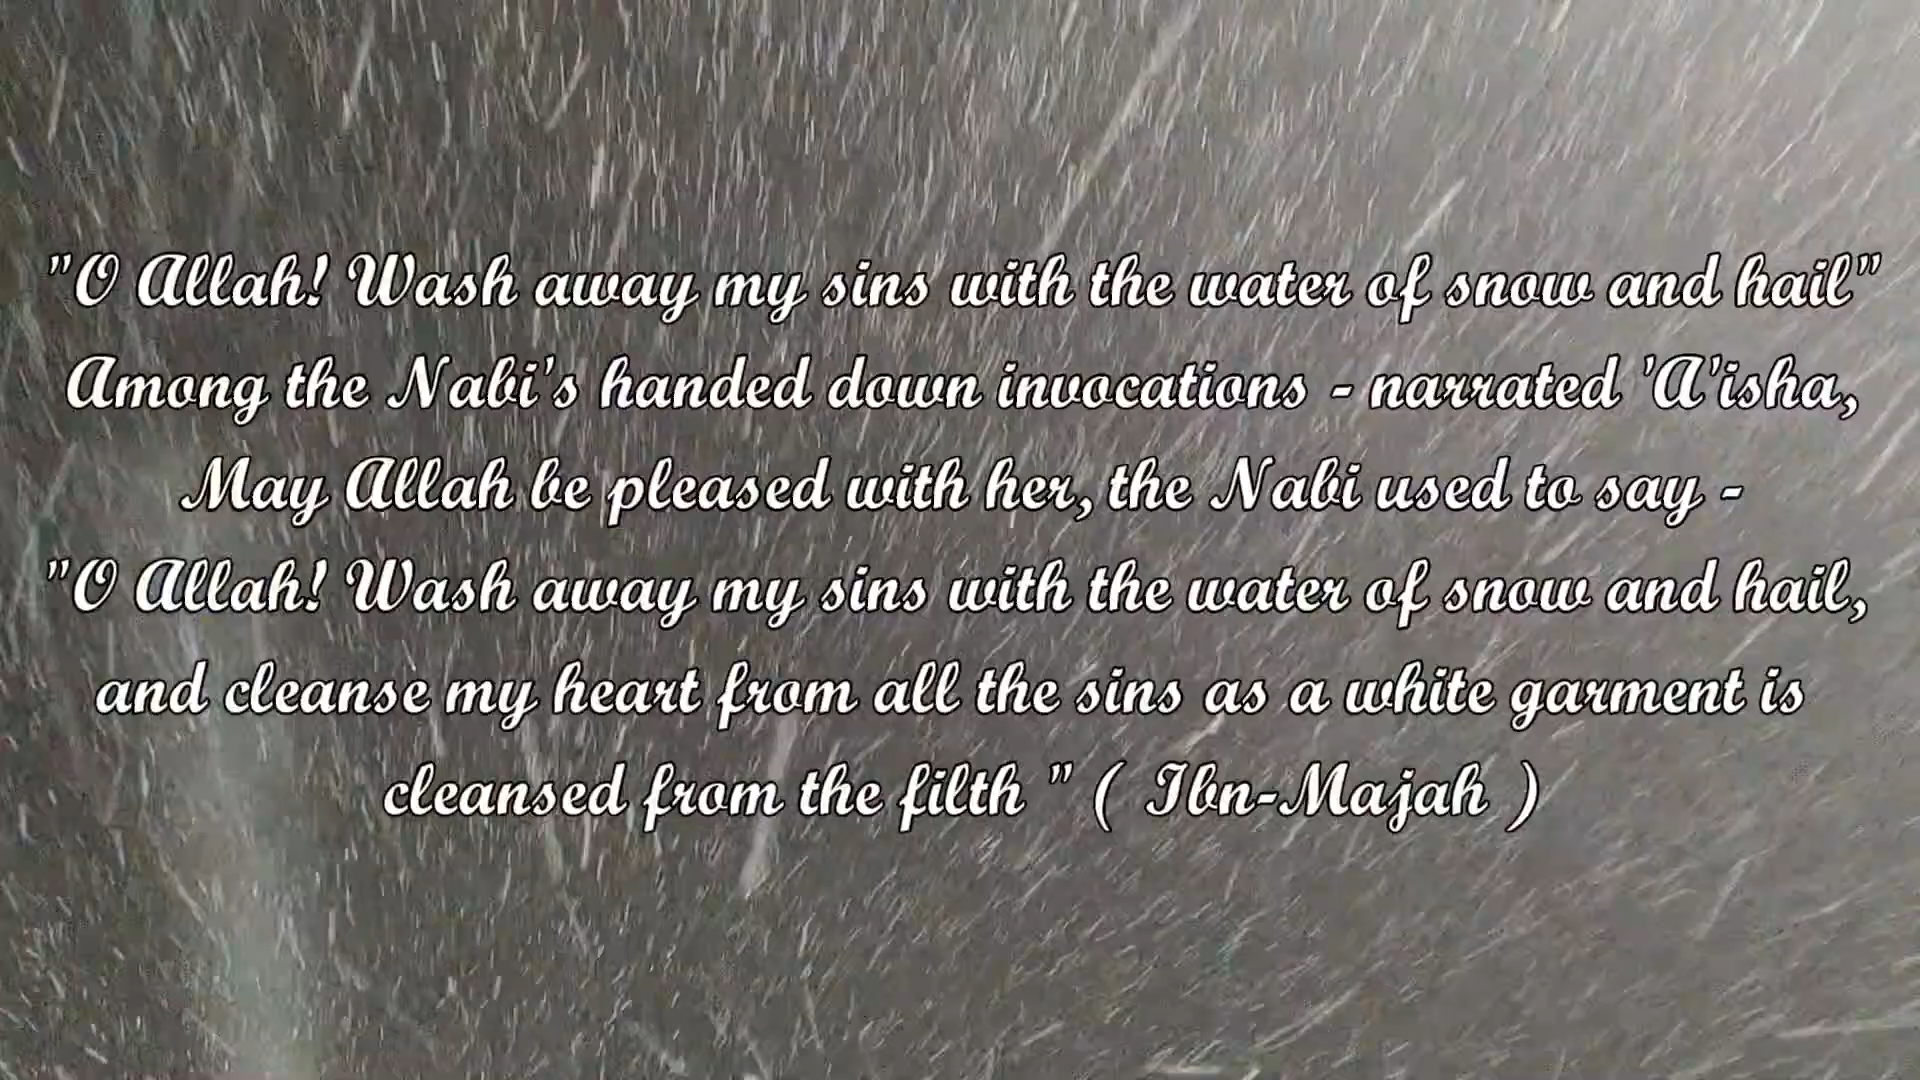 "O Allah! Wash away my sins with the water of snow and hail"
Among the Nabi's handed down invocations - narrated 'A'isha,
May Allah be pleased with her, the Nabi used to say -
"O Allah! Wash away my sins with the water of snow and hail,
and cleanse my heart from all the sins as a white garment is
cleansed from the filth " ( Ibn-Majah )